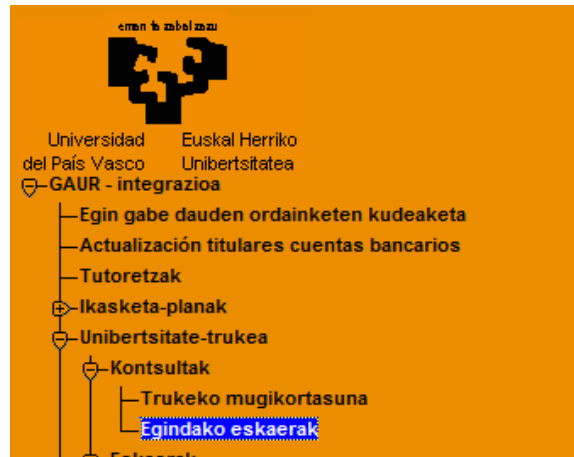 eman ta zabal zazu
Universidad Euskal Herriko
del País Vasco Unibertsitatea
GAUR - integrazioa
Egin gabe dauden ordainketen kudeaketa
Actualización titulares cuentas bancarios
Tutoretzak
Ikasketa-planak
Unibertsitate-trukea
Kontsultak
Trukeko mugikortasuna
Egindako eskaerak